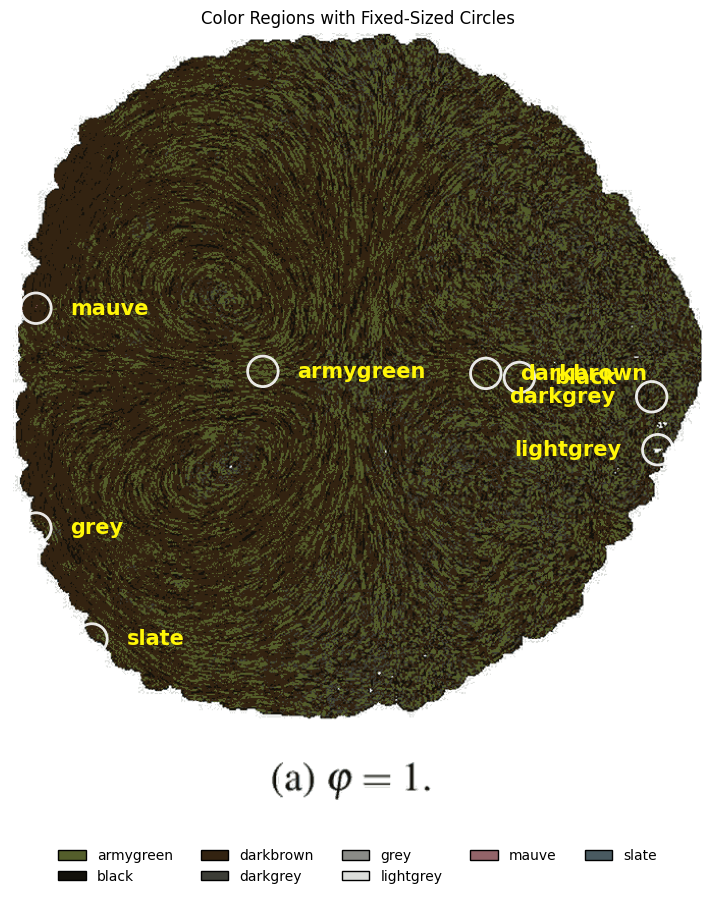 Color Regions with Fixed-Sized Circles
mauve
armygreen
darkbrown
black
darkgrey
lightgrey
grey
slate
(a) φ = 1.
armygreen darkbrown grey mauve slate
black darkgrey lightgrey